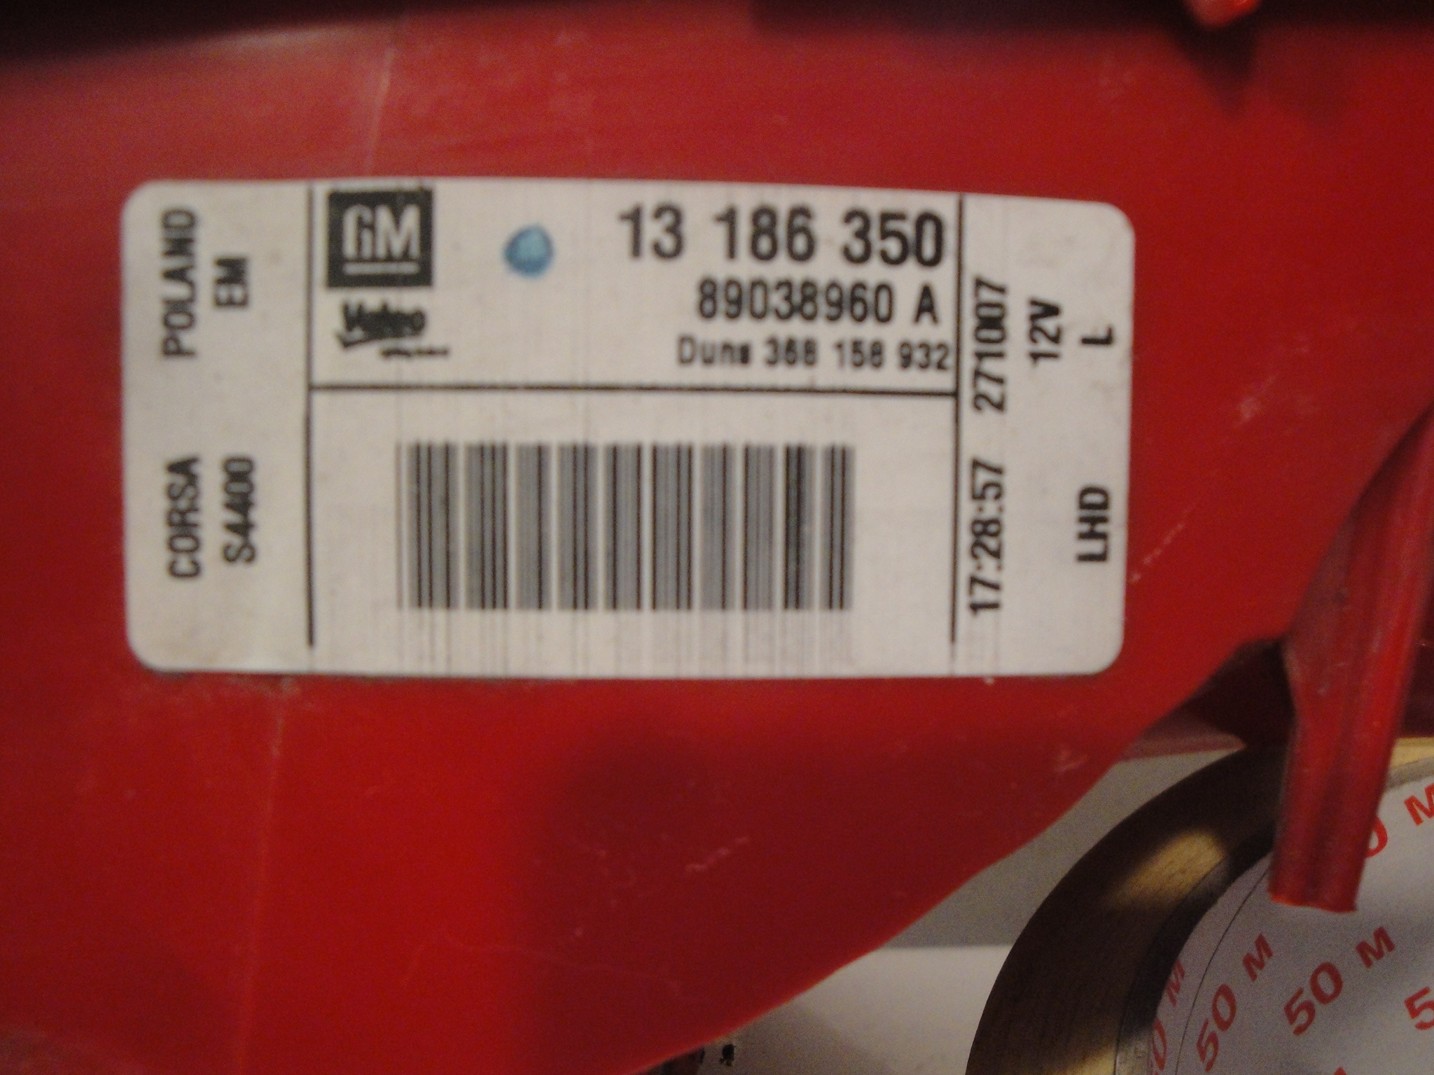 POLAND
EM
CORSA
S4400
GM
Valeo
13 186 350
89038960 A
Duns 368 158 932
17:28:57 271007
12V
LHD L
50 M
50 M